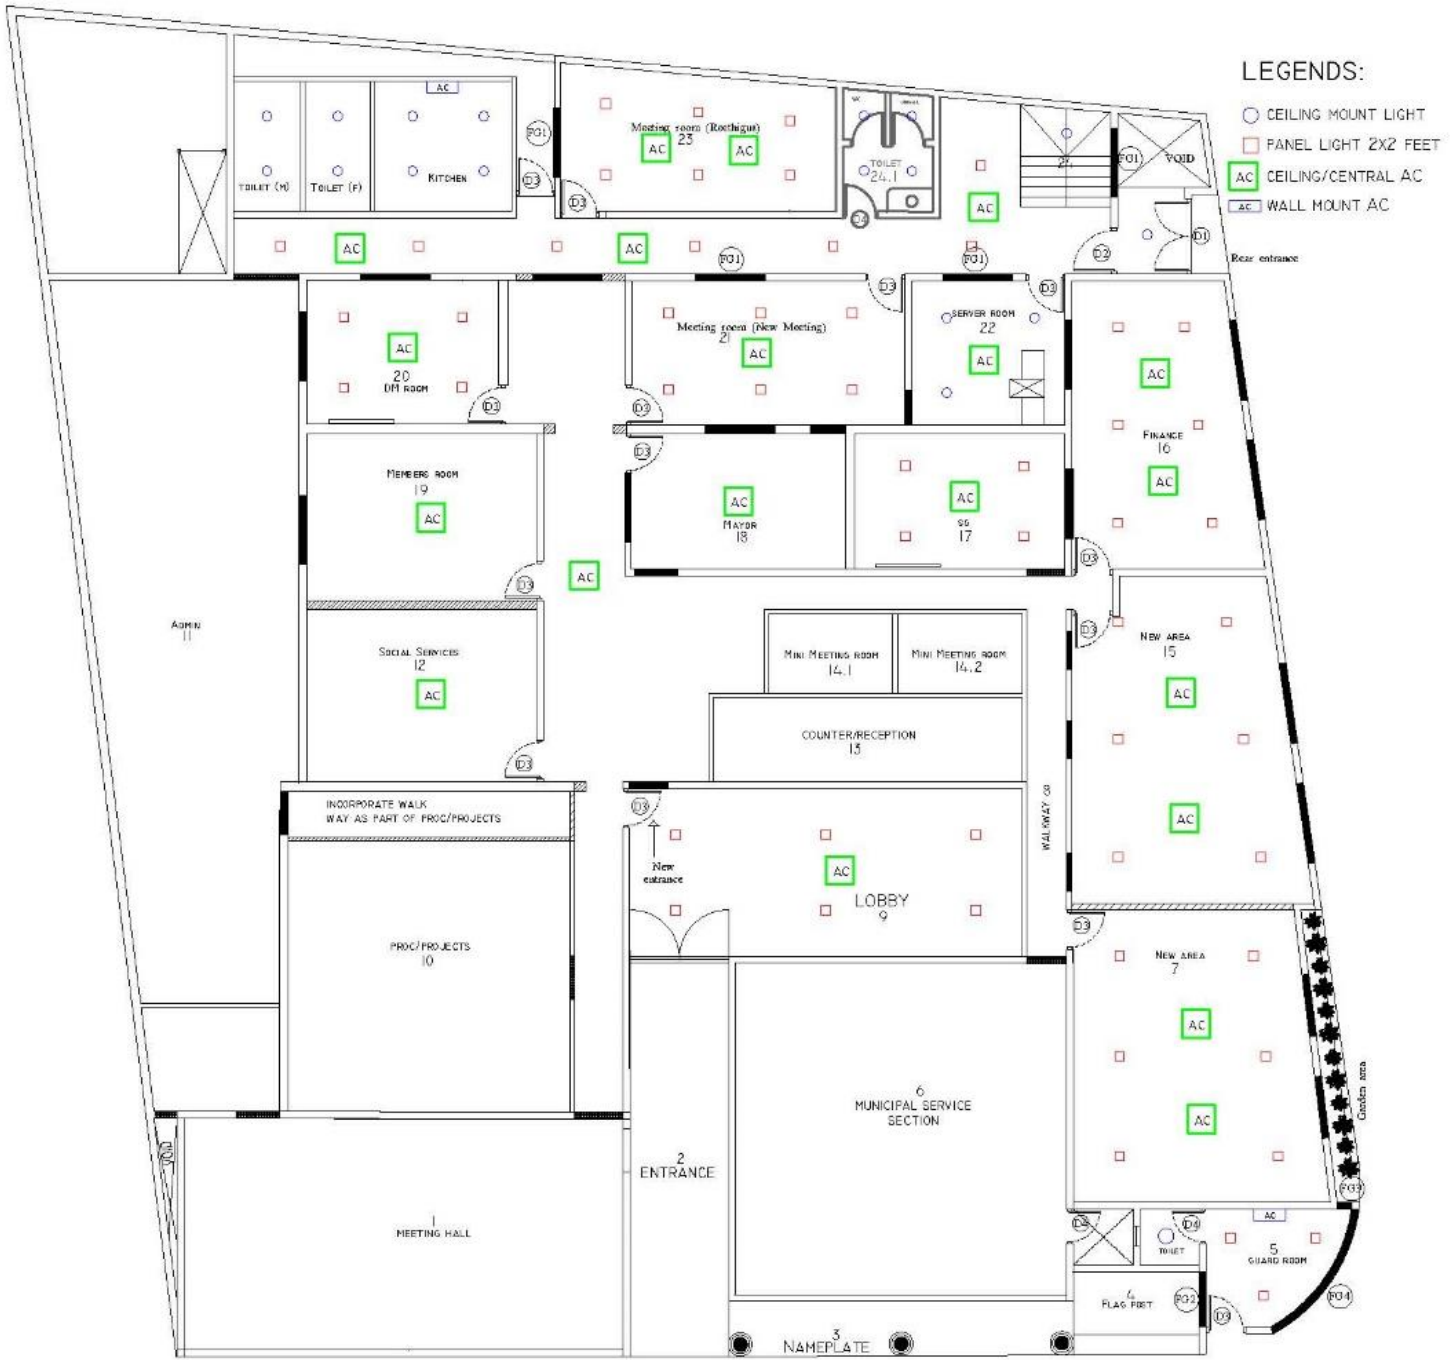 LEGENDS:
CEILING MOUNT LIGHT
PANEL LIGHT 2X2 FEET
AC CEILING/CENTRAL AC
AC WALL MOUNT AC
AC
TOILET (M)
TOILET (F)
KITCHEN
FG1
D3
Meeting room (Rosthigue)
23
AC
AC
D3
TOILET
24.1
D4
AC
24
FG1
VOID
D1
D2
Rear entrance
AC
AC
FG1
FG1
D3
D3
AC
20
DM ROOM
D3
Meeting room (New Meeting)
21
AC
D3
SERVER ROOM
22
AC
AC
FINANCE
16
AC
D3
MEMBERS ROOM
19
AC
D3
D3
AC
MAYOR
18
AC
SG
17
AC
ADMIN
11
SOCIAL SERVICES
12
AC
D3
MINI MEETING ROOM
14.1
MINI MEETING ROOM
14.2
D3
NEW AREA
15
AC
AC
COUNTER/RECEPTION
13
WALKWAY 08
INCORPORATE WALK
WAY AS PART OF PROC/PROJECTS
D3
New
entrance
AC
LOBBY
9
PROC/PROJECTS
10
D3
NEW AREA
7
AC
AC
Garden area
6
MUNICIPAL SERVICE
SECTION
2
ENTRANCE
VOID
1
MEETING HALL
FG3
D4
TOILET
D4
AC
5
GUARD ROOM
4
FLAG POST
FG2
D3
FG4
3
NAMEPLATE